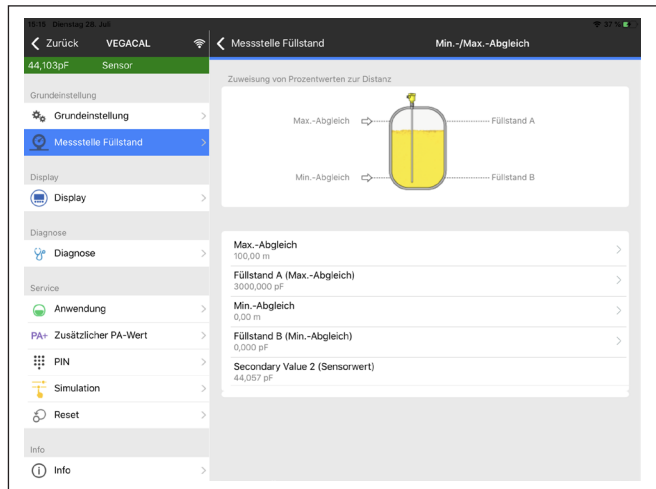 15:15 Dienstag 28. Juli
37 %
Zurück VEGACAL
Messstelle Füllstand
Min.-/Max.-Abgleich
44,103pF Sensor
Grundeinstellung
Grundeinstellung
Messstelle Füllstand
Display
Display
Diagnose
Diagnose
Service
Anwendung
PA+ Zusätzlicher PA-Wert
PIN
Simulation
Reset
Info
Info
Zuweisung von Prozentwerten zur Distanz
Max.-Abgleich Füllstand A
Min.-Abgleich Füllstand B
Max.-Abgleich
100,00 m
Füllstand A (Max.-Abgleich)
3000,000 pF
Min.-Abgleich
0,00 m
Füllstand B (Min.-Abgleich)
0,000 pF
Secondary Value 2 (Sensorwert)
44,057 pF